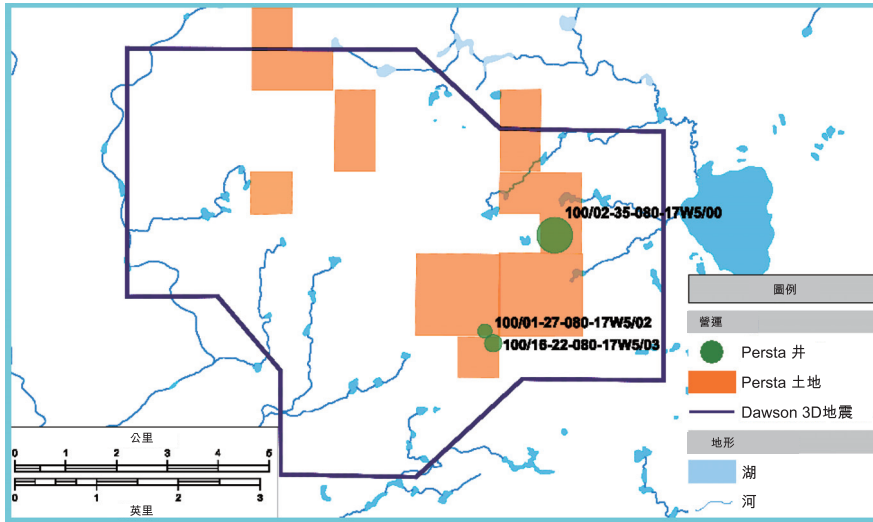 100/02-35-080-17W5/00
100/01-27-080-17W5/02
100/16-22-080-17W5/03
圖例
營運
Persta 井
Persta 土地
Dawson 3D地震
地形
湖
河
公里
0 1 2 3 4 5
0 1 2 3
英里